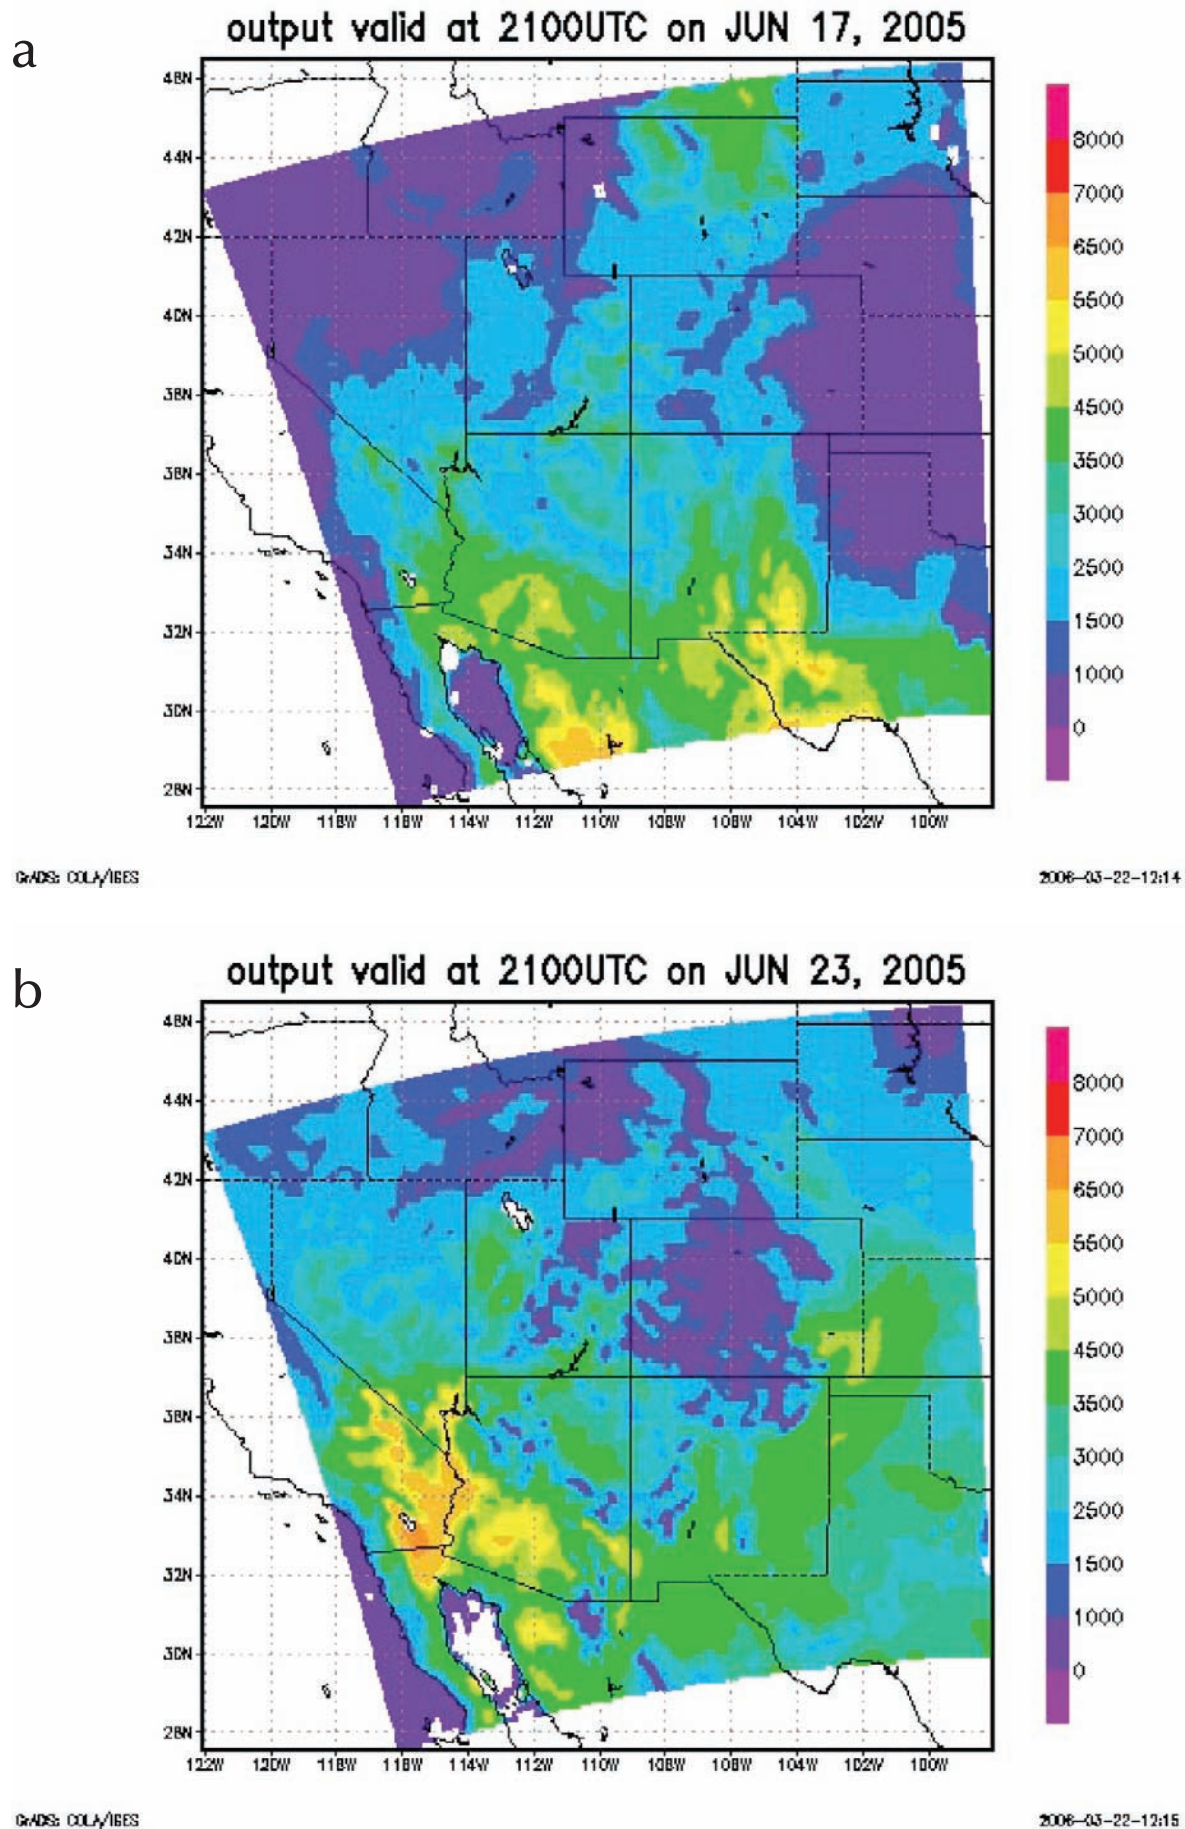 a
output valid at 2100UTC on JUN 17, 2005
46N
44N
42N
40N
38N
36N
34N
32N
30N
28N
122W 120W 118W 116W 114W 112W 110W 108W 106W 104W 102W 100W
8000
7000
6500
5500
5000
4500
3500
3000
2500
1500
1000
0
GrADS: COLA/IGES
2006-03-22-12:14
b
output valid at 2100UTC on JUN 23, 2005
46N
44N
42N
40N
38N
36N
34N
32N
30N
28N
122W 120W 118W 116W 114W 112W 110W 108W 106W 104W 102W 100W
8000
7000
6500
5500
5000
4500
3500
3000
2500
1500
1000
0
GrADS: COLA/IGES
2006-03-22-12:15